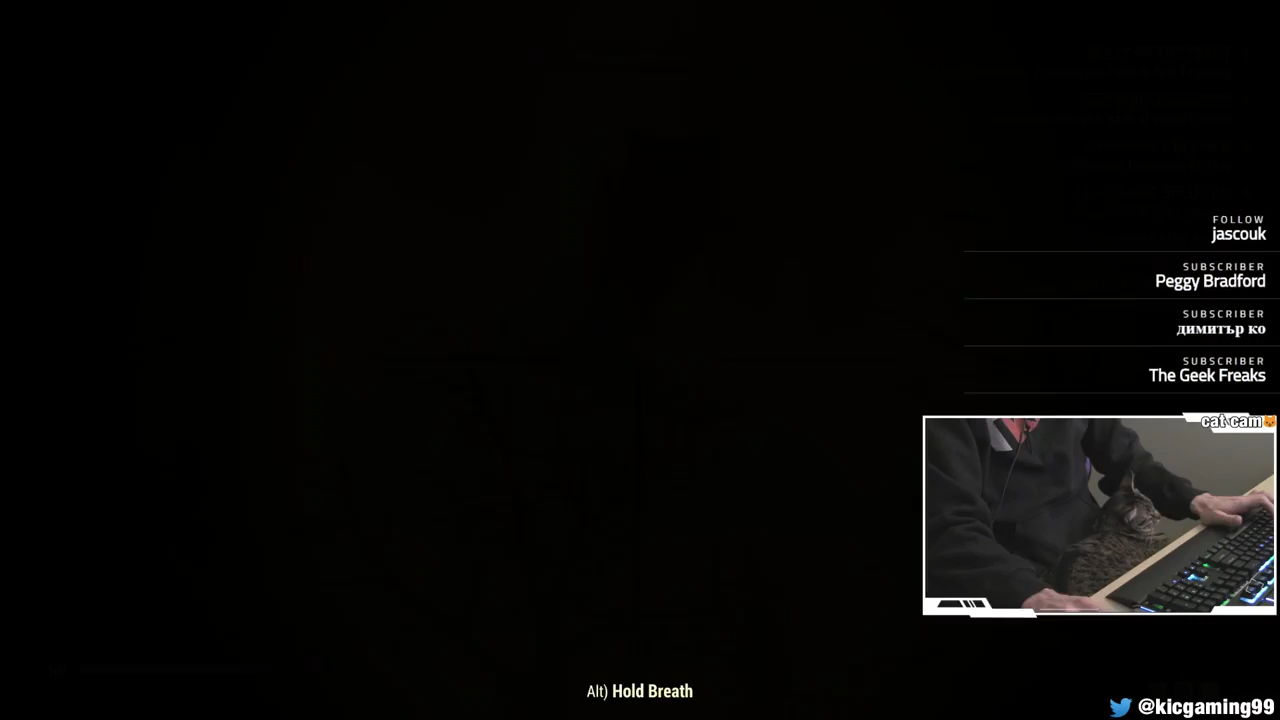 FOLLOW
jascouk
SUBSCRIBER
Peggy Bradford
SUBSCRIBER
димитър ко
SUBSCRIBER
The Geek Freaks
cat cam🐱
Alt) Hold Breath
@kicgaming99